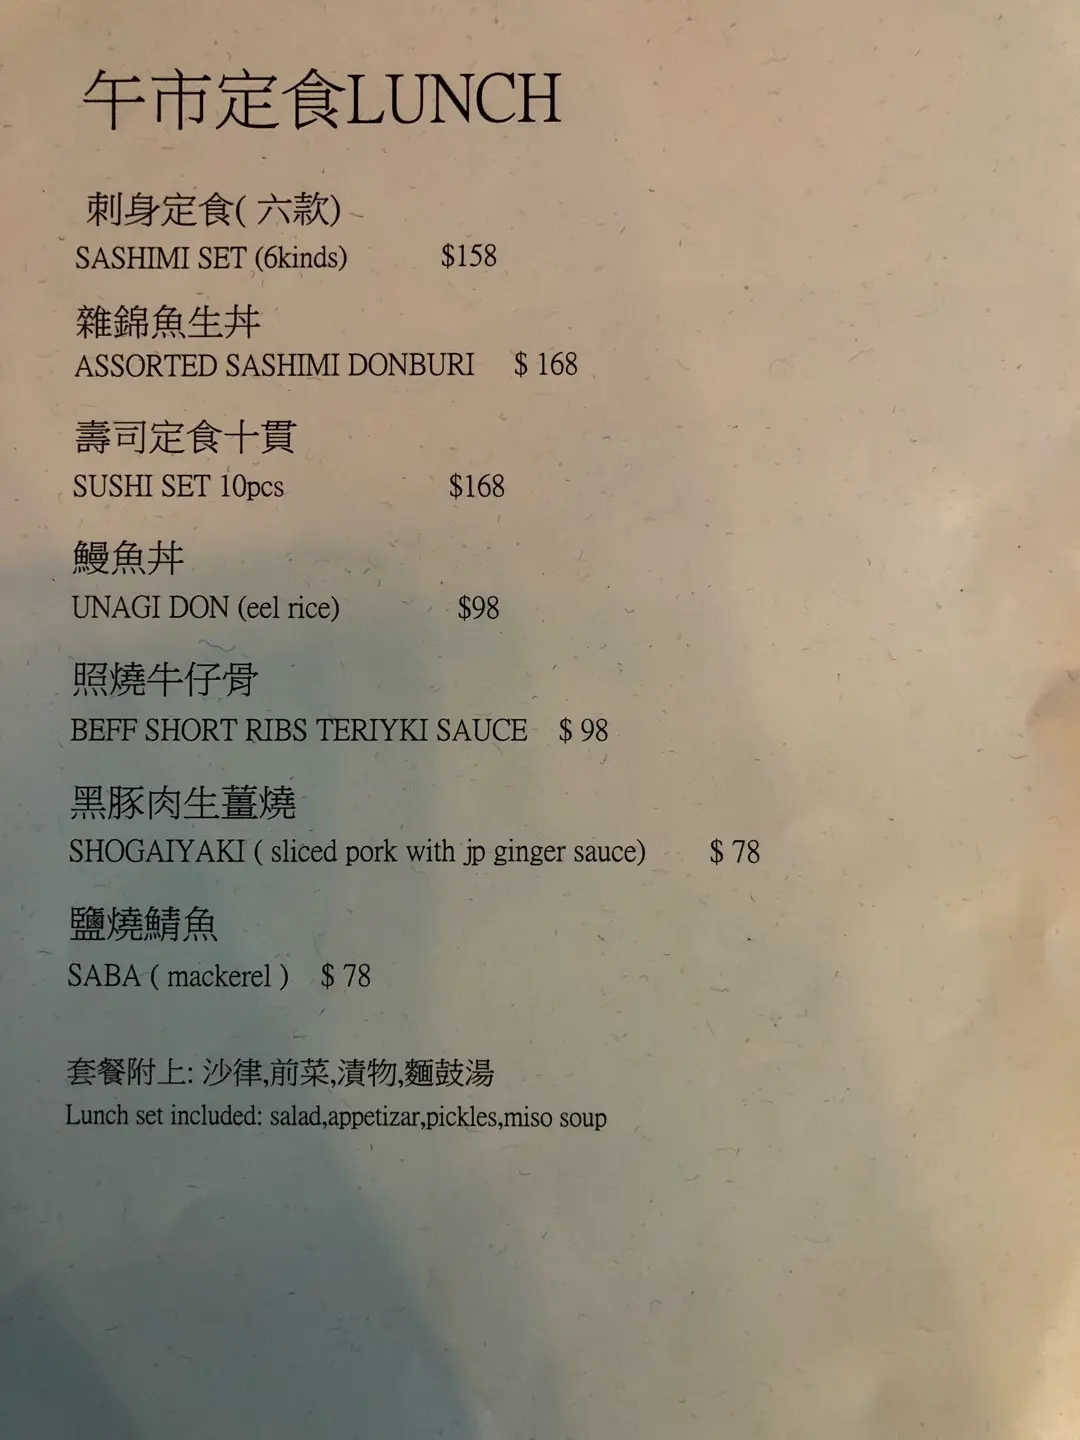 午市定食LUNCH
刺身定食( 六款)
SASHIMI SET (6kinds) $158
雜錦魚生丼
ASSORTED SASHIMI DONBURI $ 168
壽司定食十貫
SUSHI SET 10pcs $168
鰻魚丼
UNAGI DON (eel rice) $98
照燒牛仔骨
BEFF SHORT RIBS TERIYKI SAUCE $ 98
黑豚肉生薑燒
SHOGAIYAKI ( sliced pork with jp ginger sauce) $ 78
鹽燒鯖魚
SABA ( mackerel ) $ 78
套餐附上: 沙律,前菜,漬物,麵鼓湯
Lunch set included: salad,appetizar,pickles,miso soup